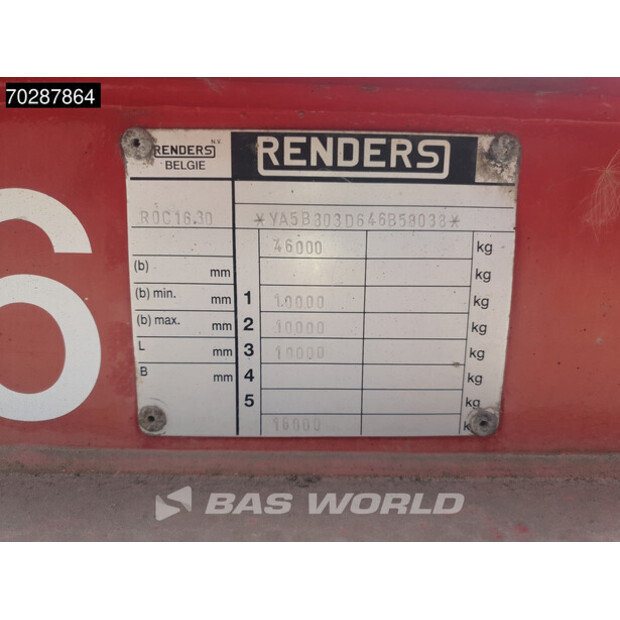 70287864
6
N.V.
RENDERS
BELGIE
RENDERS
ROC16.30 *YA5B303D646B58038*
46000 kg
(b) mm kg
(b) min. mm 1 10000 kg
(b) max. mm 2 10000 kg
L mm 3 10000 kg
B mm 4 kg
5 kg
16000
BAS WORLD